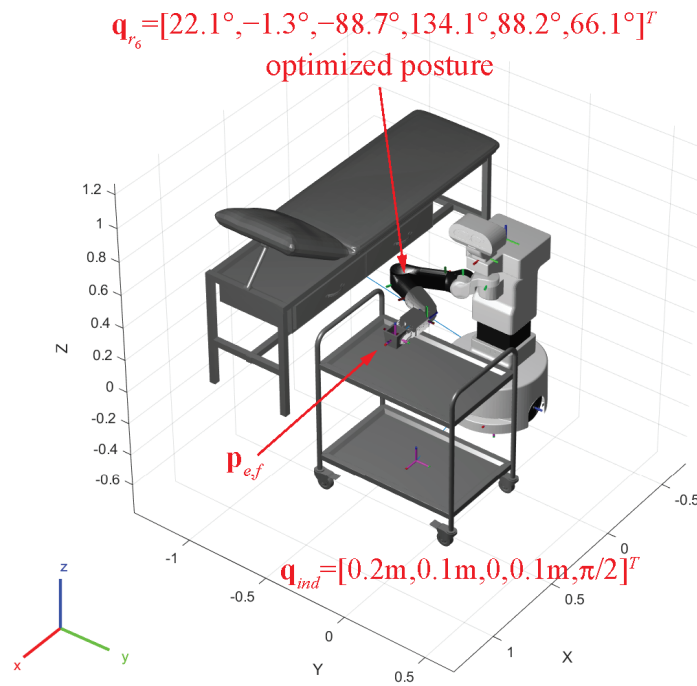 q_{r_6}=[22.1°,−1.3°,−88.7°,134.1°,88.2°,66.1°]^T
optimized posture
1.2
1
0.8
0.6
0.4
0.2
0
-0.2
-0.4
-0.6
Z
p_{e,f}
q_{ind}=[0.2m,0.1m,0,0.1m,π/2]^T
-1
-0.5
0
0.5
Y
-0.5
0
0.5
1
X
z
x
y